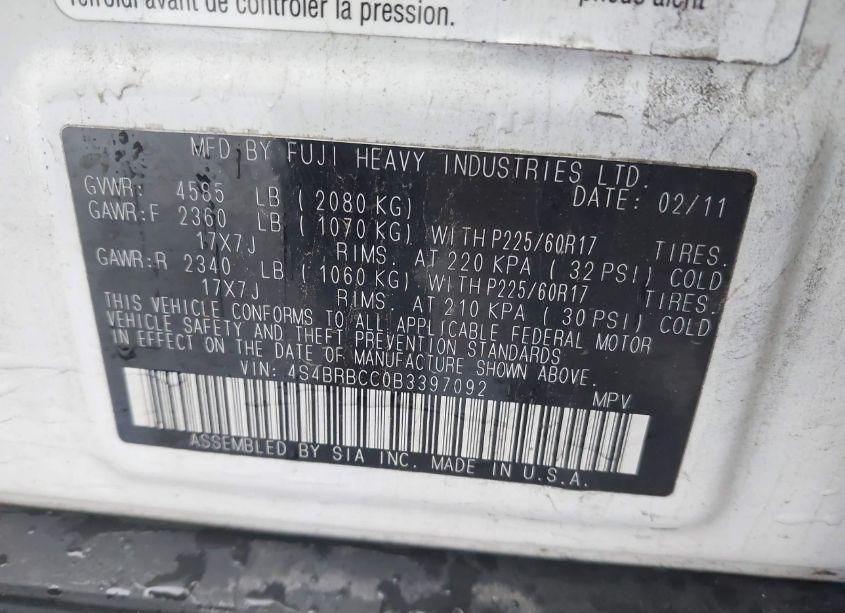 refroidi avant de contrôler la pression.
MFD BY FUJI HEAVY INDUSTRIES LTD.
GVWR: 4585 LB ( 2080 KG) DATE: 02/11
GAWR:F 2360 LB ( 1070 KG) WITH P225/60R17 TIRES.
17X7J RIMS. AT 220 KPA ( 32 PSI) COLD
GAWR:R 2340 LB ( 1060 KG) WITH P225/60R17 TIRES.
17X7J RIMS. AT 210 KPA ( 30 PSI) COLD
THIS VEHICLE CONFORMS TO ALL APPLICABLE FEDERAL MOTOR
VEHICLE SAFETY AND THEFT PREVENTION STANDARDS
IN EFFECT ON THE DATE OF MANUFACTURE SHOWN ABOVE.
VIN: 4S4BRBCC0B3397092 MPV
ASSEMBLED BY SIA INC. MADE IN U.S.A.